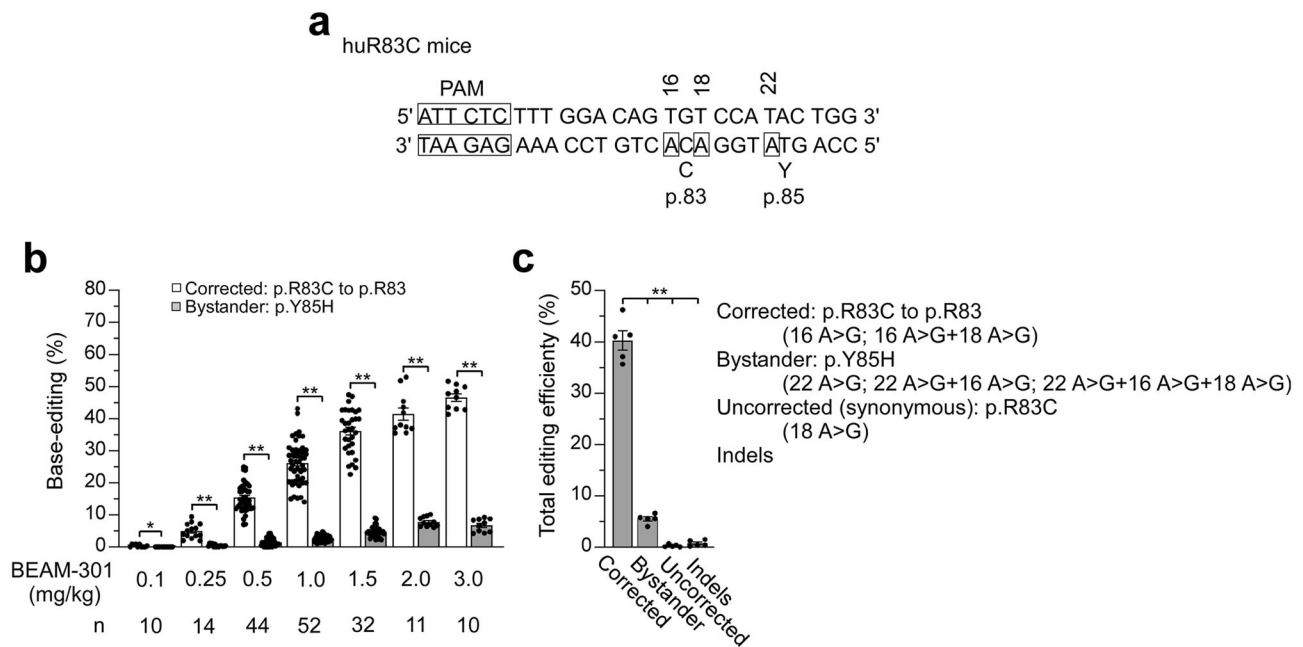 a
huR83C mice
PAM
16 18 22
5' ATT CTC TTT GGA CAG TGT CCA TAC TGG 3'
3' TAA GAG AAA CCT GTC ACA GGT ATG ACC 5'
C Y
p.83 p.85
b
Base-editing (%)
80
70
60
50
40
30
20
10
0
Corrected: p.R83C to p.R83
Bystander: p.Y85H
* ** ** ** ** ** **
BEAM-301 (mg/kg)
0.1 0.25 0.5 1.0 1.5 2.0 3.0
n 10 14 44 52 32 11 10
c
Total editing efficienty (%)
50
40
30
20
10
0
**
Corrected
Bystander
Uncorrected
Indels
Corrected: p.R83C to p.R83
(16 A>G; 16 A>G+18 A>G)
Bystander: p.Y85H
(22 A>G; 22 A>G+16 A>G; 22 A>G+16 A>G+18 A>G)
Uncorrected (synonymous): p.R83C
(18 A>G)
Indels